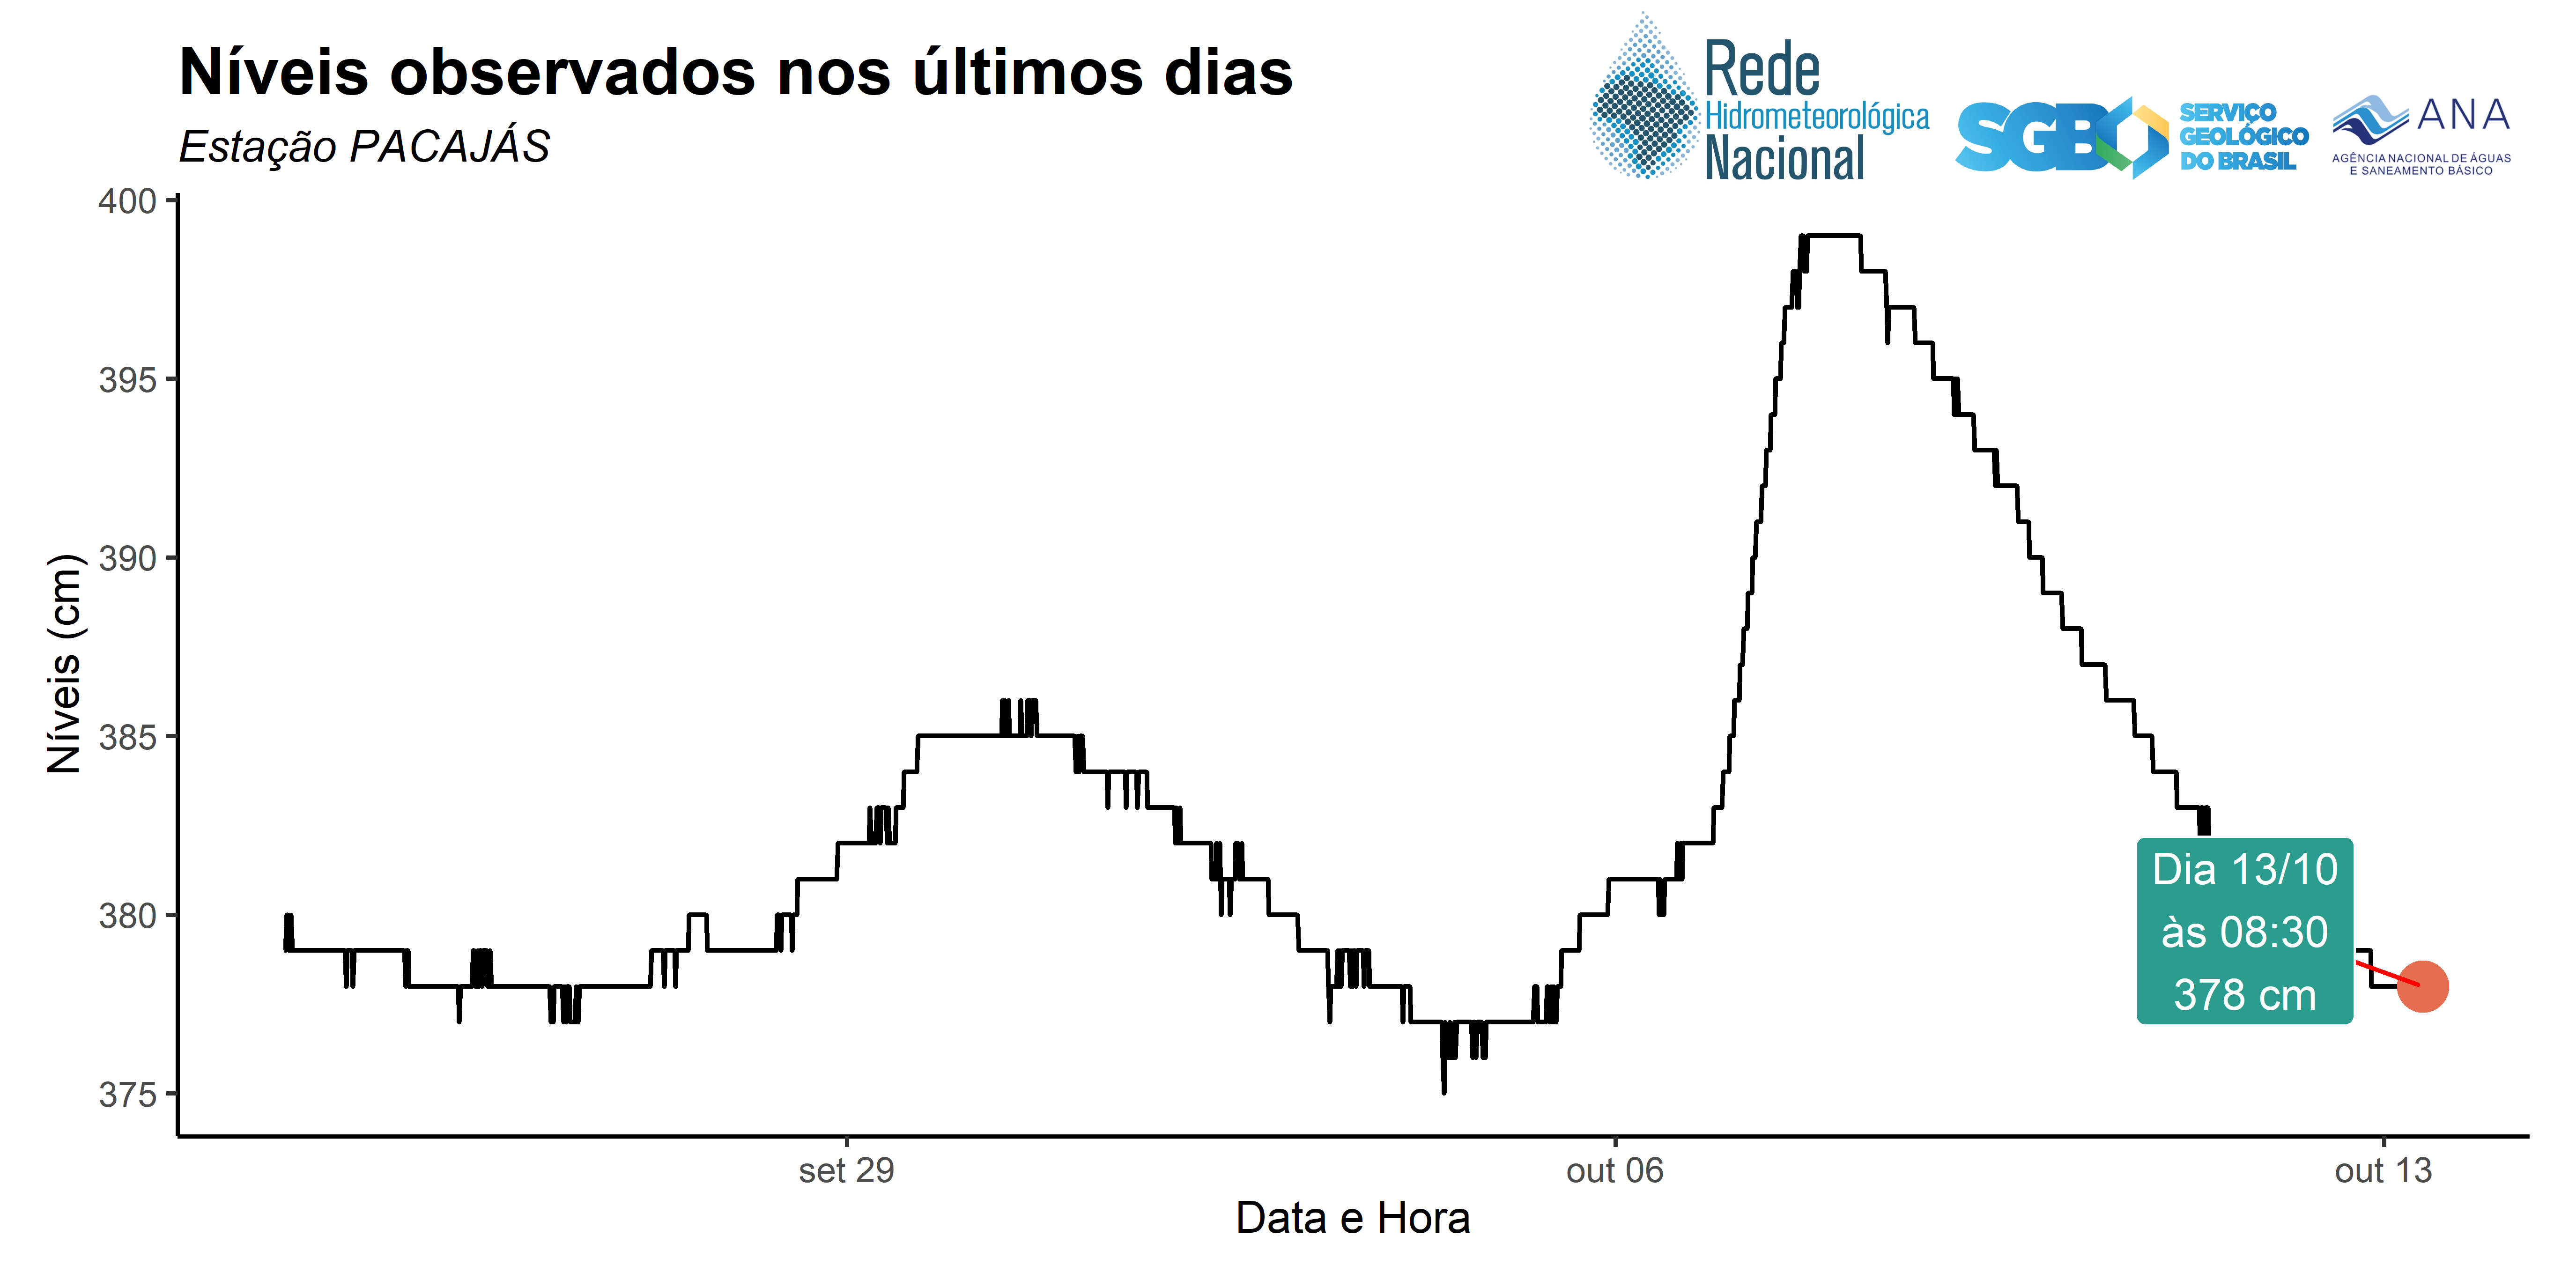 Níveis observados nos últimos dias
Estação PACAJÁS
Rede
Hidrometeorológica
Nacional
SGB
SERVIÇO
GEOLÓGICO
DO BRASIL
ANA
AGÊNCIA NACIONAL DE ÁGUAS
E SANEAMENTO BÁSICO
400
395
390
385
380
375
Níveis (cm)
Dia 13/10
às 08:30
378 cm
set 29
out 06
out 13
Data e Hora